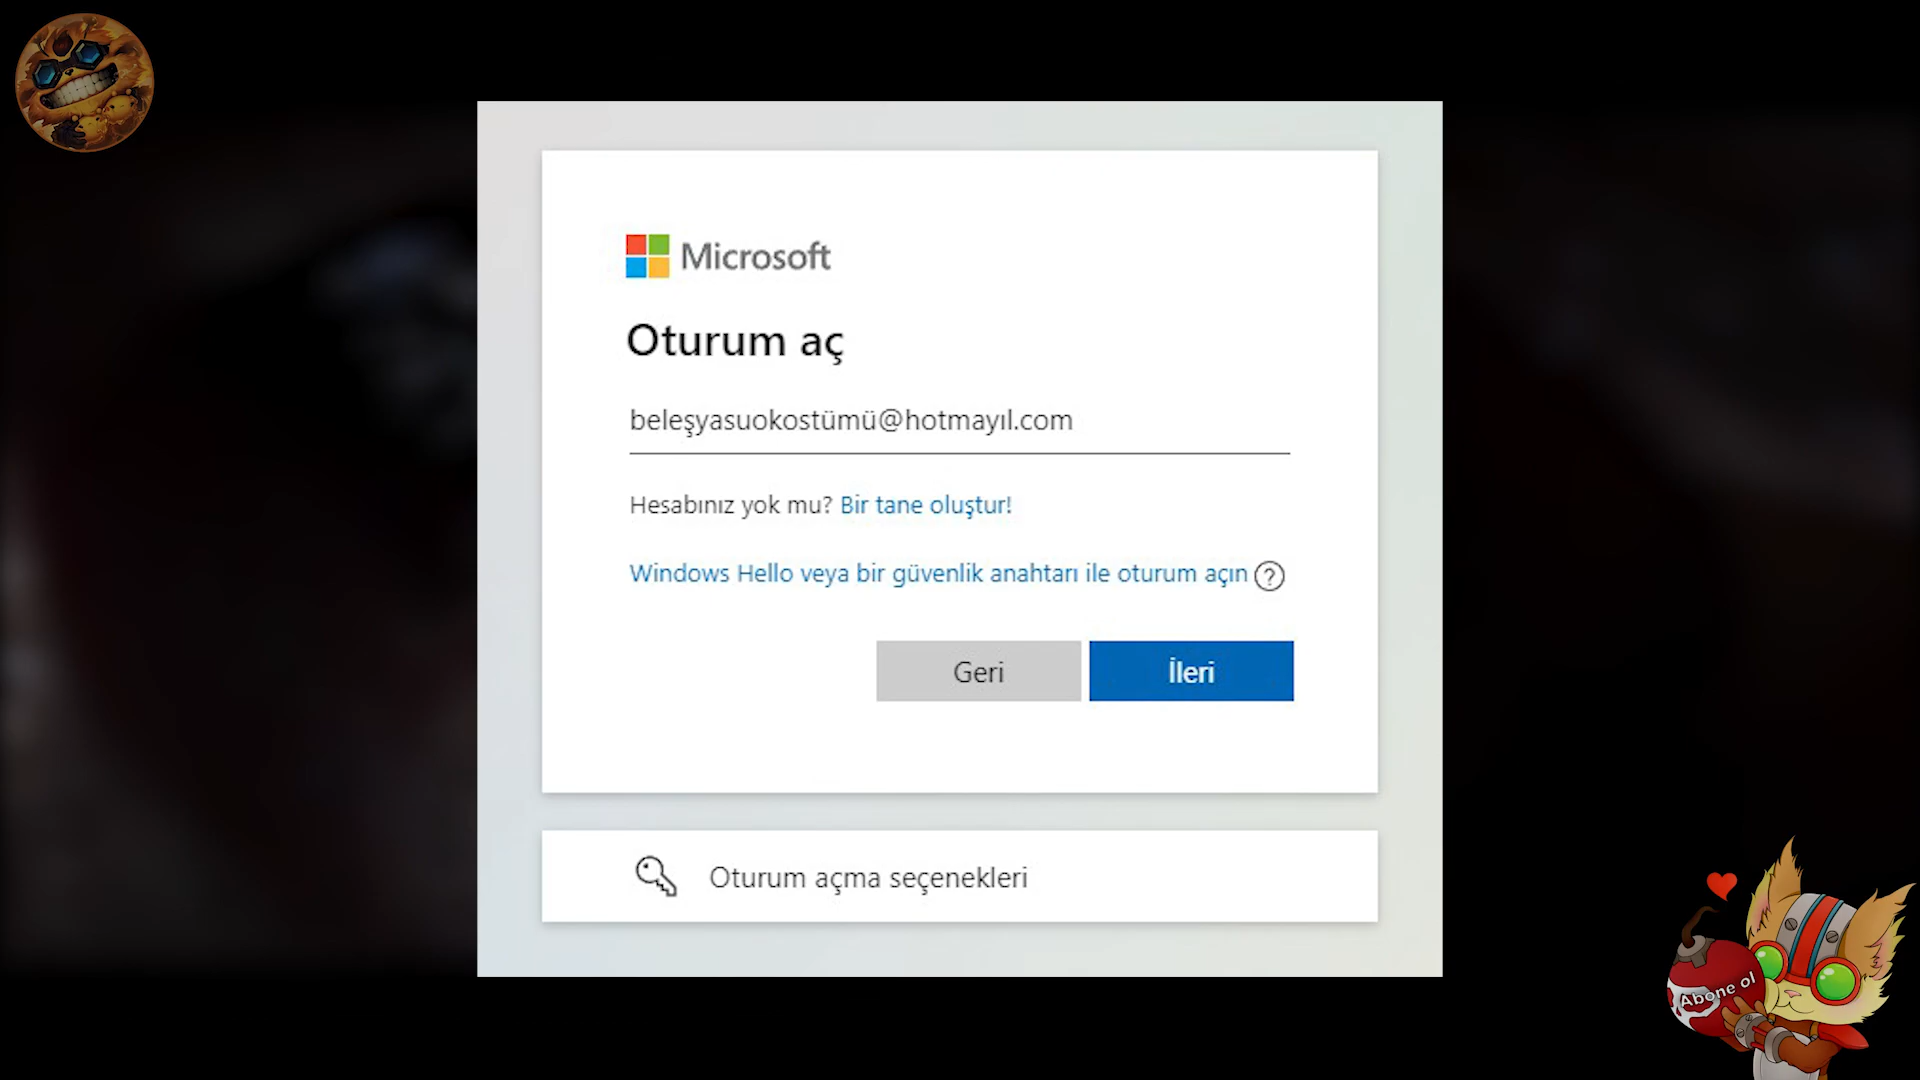 Microsoft
Oturum aç
beleşyasuokostümü@hotmayıl.com
Hesabınız yok mu? Bir tane oluştur!
Windows Hello veya bir güvenlik anahtarı ile oturum açın ?
Geri İleri
Oturum açma seçenekleri
Abone ol